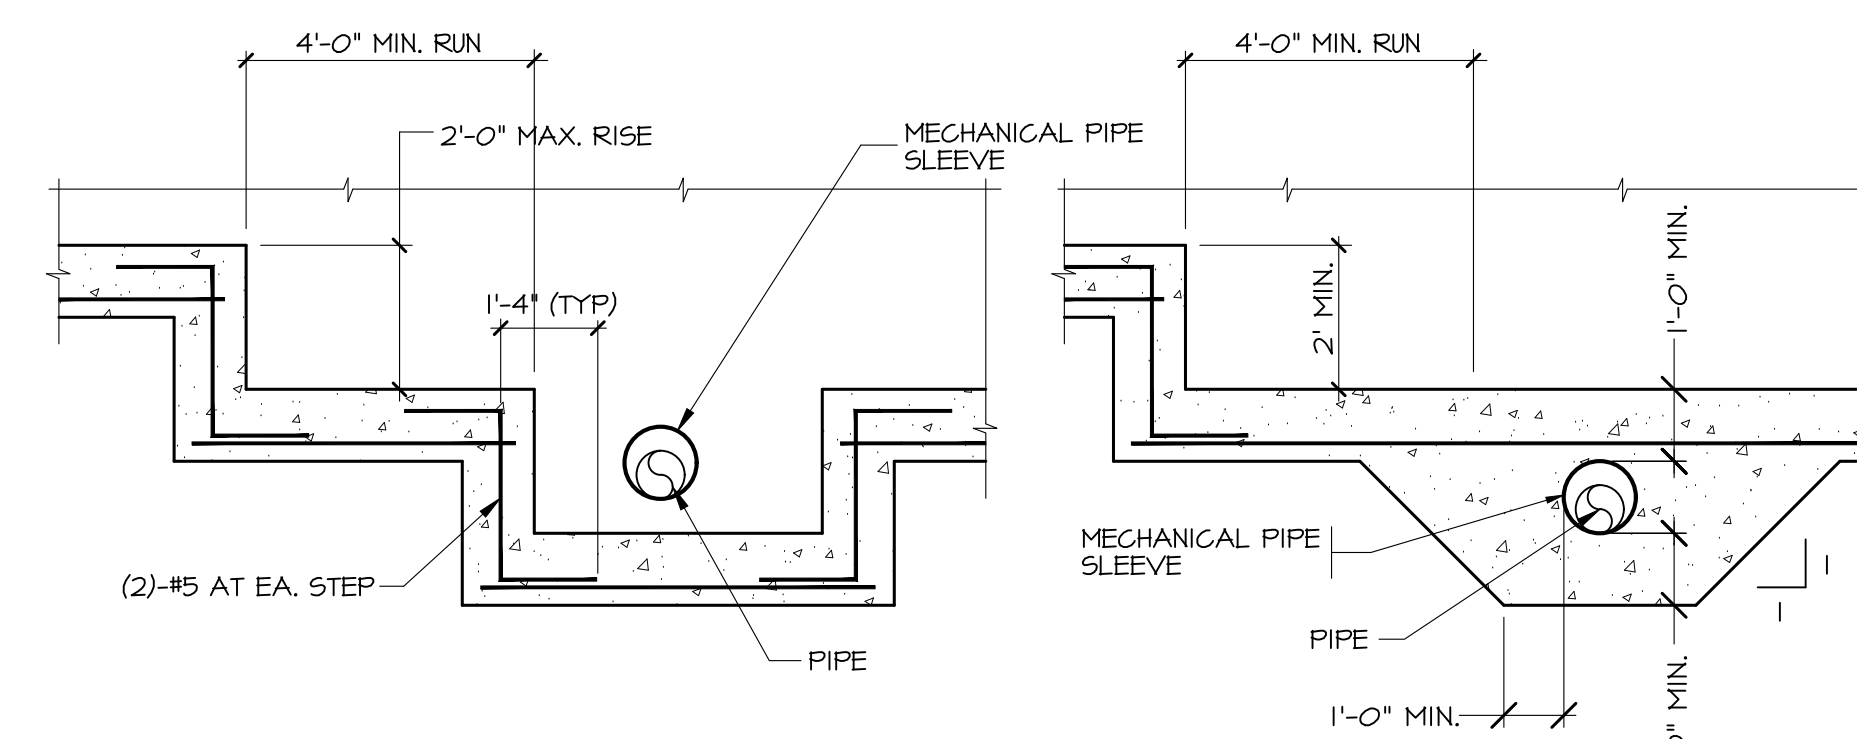 4'-0" MIN. RUN
2'-0" MAX. RISE
MECHANICAL PIPE
SLEEVE
1'-4" (TYP)
(2)-#5 AT EA. STEP
PIPE
4'-0" MIN. RUN
2' MIN.
1'-0" MIN.
MECHANICAL PIPE
SLEEVE
PIPE
1
1
1'-0" MIN.
" MIN.